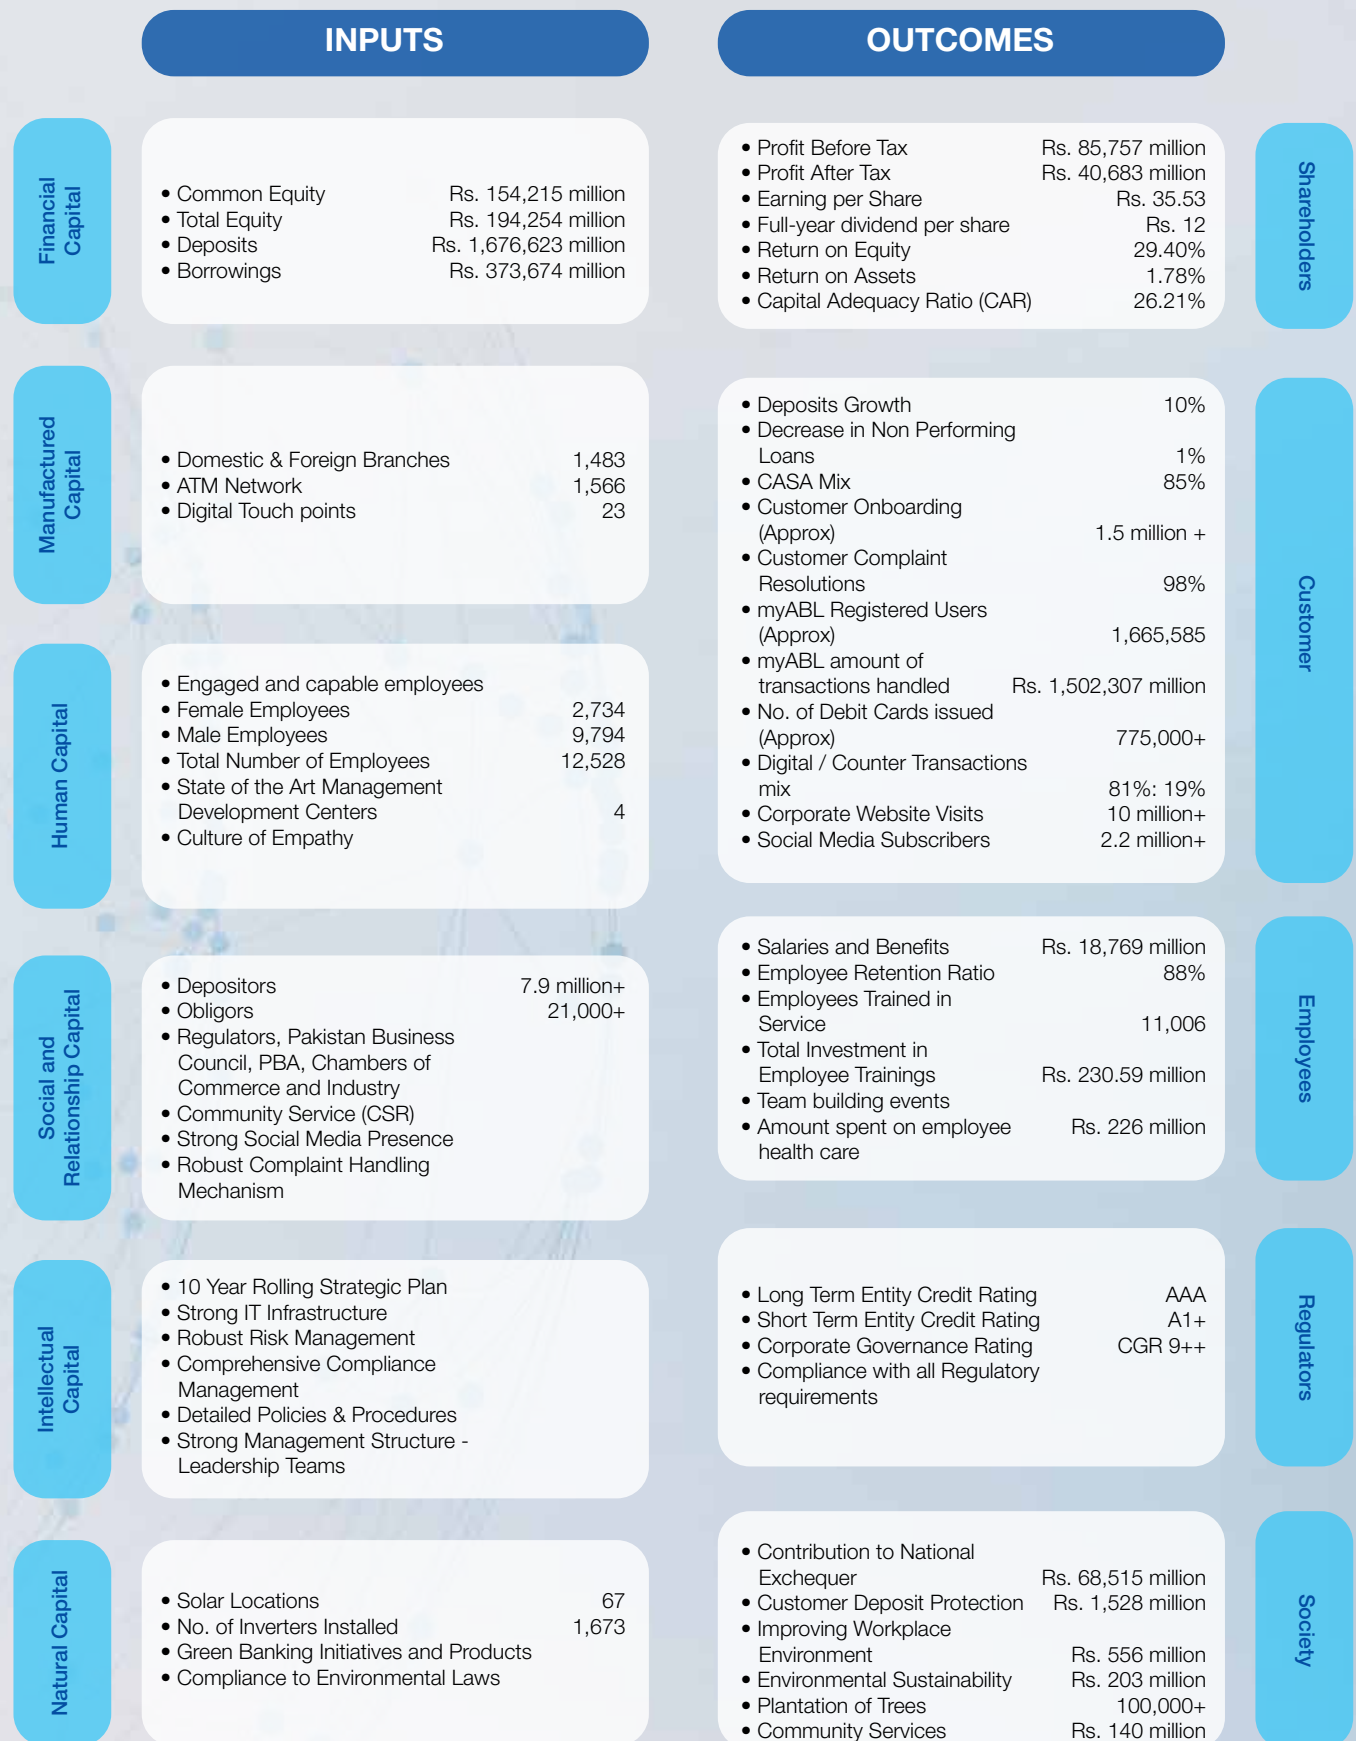 INPUTS
Financial
Capital
• Common Equity Rs. 154,215 million
• Total Equity Rs. 194,254 million
• Deposits Rs. 1,676,623 million
• Borrowings Rs. 373,674 million
Manufactured
Capital
• Domestic & Foreign Branches 1,483
• ATM Network 1,566
• Digital Touch points 23
Human Capital
• Engaged and capable employees
• Female Employees 2,734
• Male Employees 9,794
• Total Number of Employees 12,528
• State of the Art Management
Development Centers 4
• Culture of Empathy
Social and
Relationship Capital
• Depositors 7.9 million+
• Obligors 21,000+
• Regulators, Pakistan Business
Council, PBA, Chambers of
Commerce and Industry
• Community Service (CSR)
• Strong Social Media Presence
• Robust Complaint Handling
Mechanism
Intellectual
Capital
• 10 Year Rolling Strategic Plan
• Strong IT Infrastructure
• Robust Risk Management
• Comprehensive Compliance
Management
• Detailed Policies & Procedures
• Strong Management Structure -
Leadership Teams
Natural Capital
• Solar Locations 67
• No. of Inverters Installed 1,673
• Green Banking Initiatives and Products
• Compliance to Environmental Laws
OUTCOMES
• Profit Before Tax Rs. 85,757 million
• Profit After Tax Rs. 40,683 million
• Earning per Share Rs. 35.53
• Full-year dividend per share Rs. 12
• Return on Equity 29.40%
• Return on Assets 1.78%
• Capital Adequacy Ratio (CAR) 26.21%
Shareholders
• Deposits Growth 10%
• Decrease in Non Performing
Loans 1%
• CASA Mix 85%
• Customer Onboarding
(Approx) 1.5 million +
• Customer Complaint
Resolutions 98%
• myABL Registered Users
(Approx) 1,665,585
• myABL amount of
transactions handled Rs. 1,502,307 million
• No. of Debit Cards issued
(Approx) 775,000+
• Digital / Counter Transactions
mix 81%: 19%
• Corporate Website Visits 10 million+
• Social Media Subscribers 2.2 million+
Customer
• Salaries and Benefits Rs. 18,769 million
• Employee Retention Ratio 88%
• Employees Trained in
Service 11,006
• Total Investment in
Employee Trainings Rs. 230.59 million
• Team building events
• Amount spent on employee Rs. 226 million
health care
Employees
• Long Term Entity Credit Rating AAA
• Short Term Entity Credit Rating A1+
• Corporate Governance Rating CGR 9++
• Compliance with all Regulatory
requirements
Regulators
• Contribution to National
Exchequer Rs. 68,515 million
• Customer Deposit Protection Rs. 1,528 million
• Improving Workplace
Environment Rs. 556 million
• Environmental Sustainability Rs. 203 million
• Plantation of Trees 100,000+
• Community Services Rs. 140 million
Society